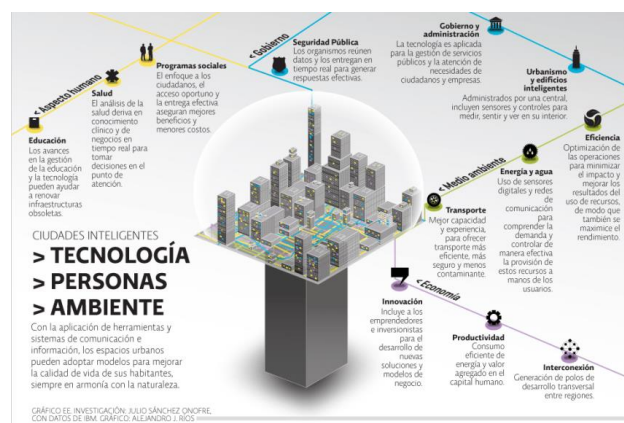 < Aspecto humano
Educación
Los avances
en la gestión
de la educación
y la tecnología
pueden ayudar
a renovar
infraestructuras
obsoletas.
Salud
El análisis de la
salud deriva en
conocimiento
clínico y de
negocios en
tiempo real para
tomar
decisiones en el
punto de
atención.
Programas sociales
El enfoque a los
ciudadanos, el
acceso oportuno y
la entrega efectiva
aseguran mejores
beneficios y
menores costos.
< Gobierno
Seguridad Pública
Los organismos reúnen
datos y los entregan en
tiempo real para generar
respuestas efectivas.
Gobierno y
administración
La tecnología es aplicada
para la gestión de servicios
públicos y la atención de
necesidades de
ciudadanos y empresas.
Urbanismo
y edificios
inteligentes
Administrados por una central,
incluyen sensores y controles para
medir, sentir y ver en su interior.
< Medio ambiente
Transporte
Mejor capacidad
y experiencia,
para ofrecer
transporte más
eficiente, más
seguro y menos
contaminante.
Energía y agua
Uso de sensores
digitales y redes
de
comunicación
para
comprender la
demanda y
controlar de
manera efectiva
la provisión de
estos recursos a
manos de los
usuarios.
Eficiencia
Optimización de
las operaciones
para minimizar
el impacto y
mejorar los
resultados del
uso de recursos,
de modo que
también se
maximice el
rendimiento.
CIUDADES INTELIGENTES
> TECNOLOGÍA
> PERSONAS
> AMBIENTE
Con la aplicación de herramientas y
sistemas de comunicación e
información, los espacios urbanos
pueden adoptar modelos para mejorar
la calidad de vida de sus habitantes,
siempre en armonía con la naturaleza.
< Economía
Innovación
Incluye a los
emprendedores
e inversionistas
para el
desarrollo de
nuevas
soluciones y
modelos de
negocio.
Productividad
Consumo
eficiente de
energía y valor
agregado en el
capital humano.
Interconexión
Generación de polos de
desarrollo transversal
entre regiones.
GRÁFICO EE. INVESTIGACIÓN: JULIO SÁNCHEZ ONOFRE,
CON DATOS DE IBM. GRÁFICO: ALEJANDRO J. RÍOS